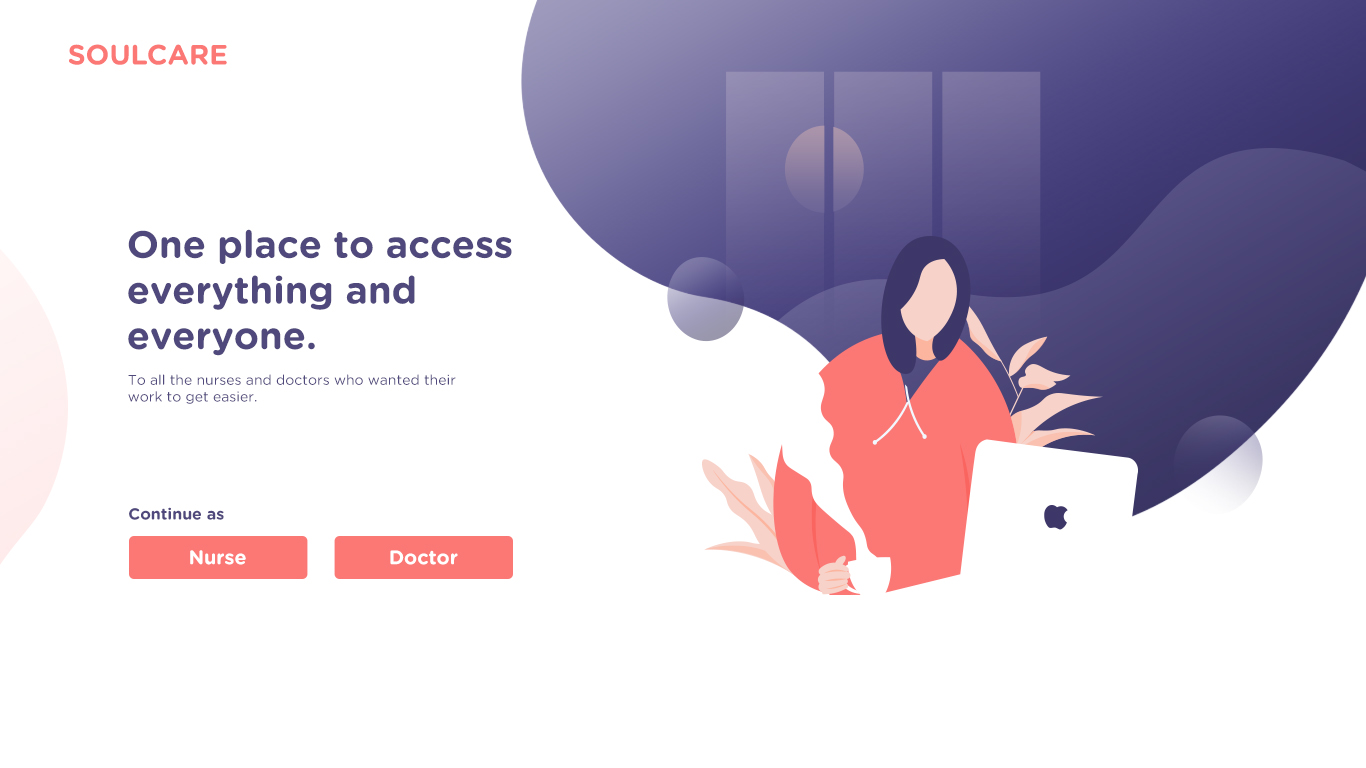 SOULCARE
One place to access
everything and
everyone.
To all the nurses and doctors who wanted their
work to get easier.
Continue as
Nurse
Doctor